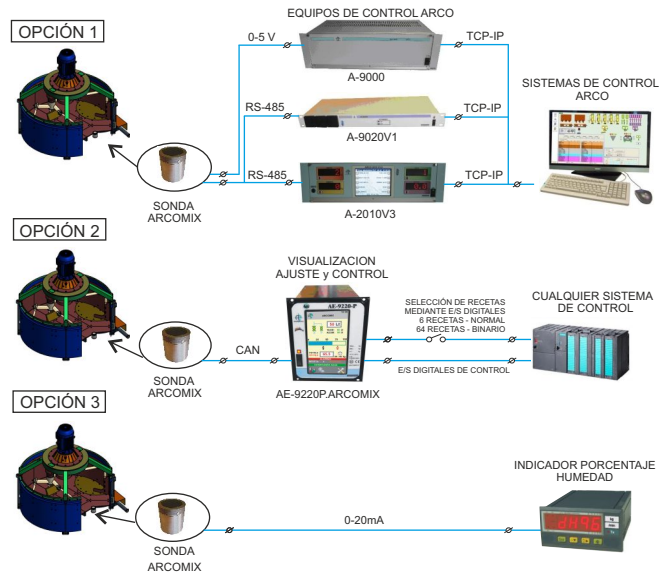 OPCIÓN 1
EQUIPOS DE CONTROL ARCO
0-5 V
TCP-IP
A-9000
SISTEMAS DE CONTROL
ARCO
RS-485
TCP-IP
A-9020V1
RS-485
TCP-IP
A-2010V3
SONDA
ARCOMIX
OPCIÓN 2
VISUALIZACION
AJUSTE y CONTROL
AE-9220-P
SELECCIÓN DE RECETAS
MEDIANTE E/S DIGITALES
6 RECETAS - NORMAL
64 RECETAS - BINARIO
CUALQUIER SISTEMA
DE CONTROL
CAN
E/S DIGITALES DE CONTROL
SONDA
ARCOMIX
AE-9220P.ARCOMIX
OPCIÓN 3
INDICADOR PORCENTAJE
HUMEDAD
0-20mA
SONDA
ARCOMIX